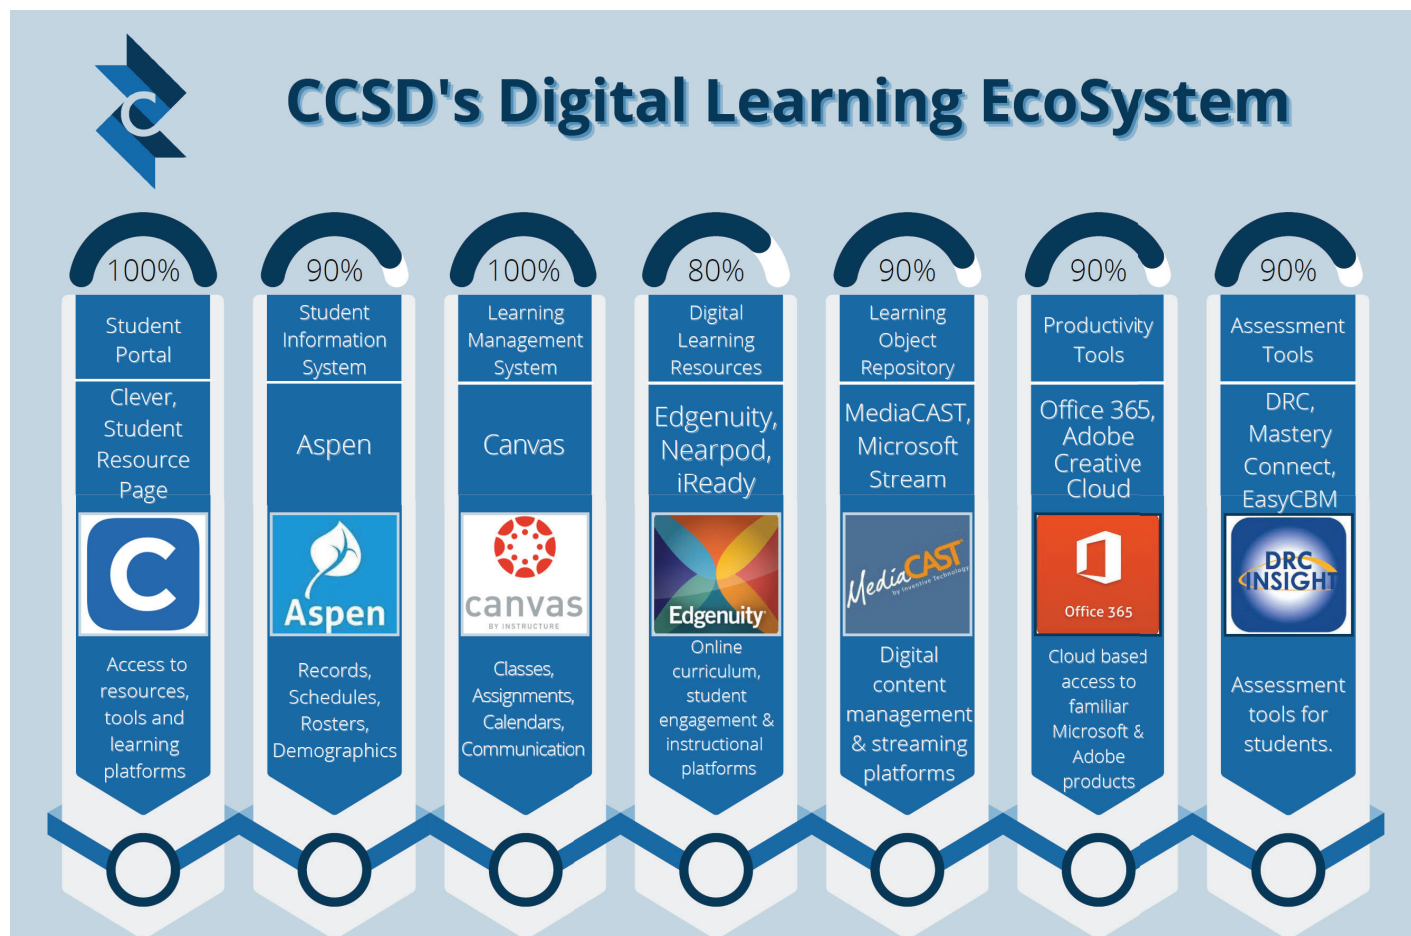 C
CCSD's Digital Learning EcoSystem
100%
Student
Portal
Clever,
Student
Resource
Page
C
Access to
resources,
tools and
learning
platforms
90%
Student
Information
System
Aspen
Aspen
Records,
Schedules,
Rosters,
Demographics
100%
Learning
Management
System
Canvas
canvas
BY INSTRUCTURE
Classes,
Assignments,
Calendars,
Communication
80%
Digital
Learning
Resources
Edgenuity,
Nearpod,
iReady
Edgenuity
Online
curriculum,
student
engagement &
instructional
platforms
90%
Learning
Object
Repository
MediaCAST,
Microsoft
Stream
MediaCAST
by Inventive Technology
Digital
content
management
& streaming
platforms
90%
Productivity
Tools
Office 365,
Adobe
Creative
Cloud
Office 365
Cloud based
access to
familiar
Microsoft &
Adobe
products
90%
Assessment
Tools
DRC,
Mastery
Connect,
EasyCBM
DRC
INSIGHT
Assessment
tools for
students.